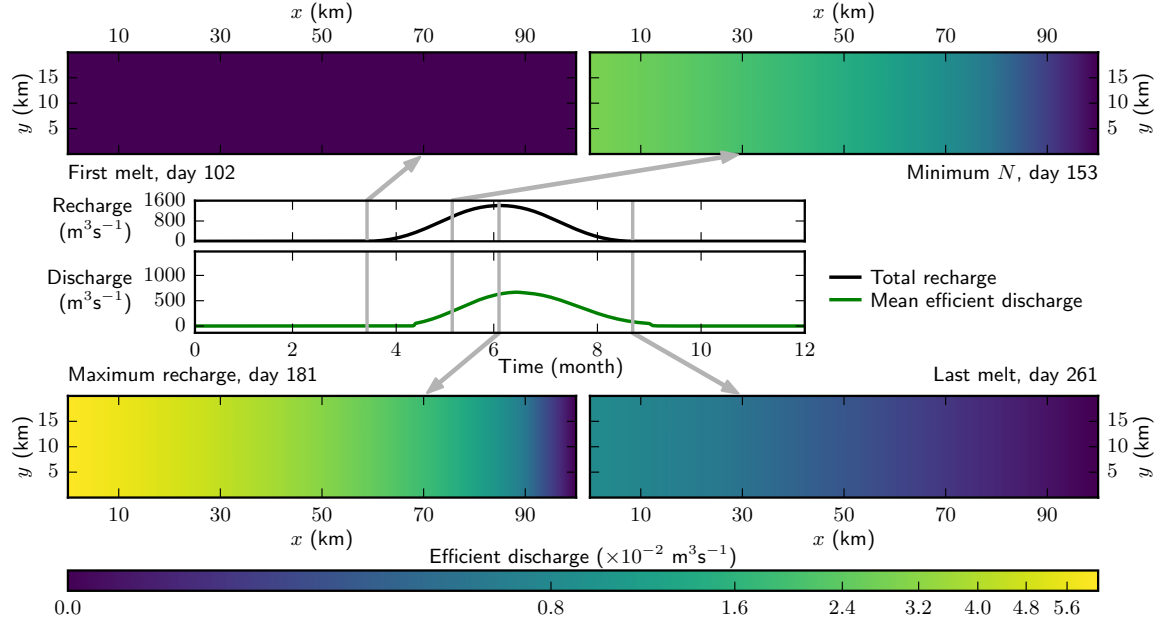 x (km)
x (km)
10 30 50 70 90
10 30 50 70 90
y (km)
15
10
5
15
10
5
y (km)
First melt, day 102
Minimum N, day 153
Recharge
(m³s⁻¹)
1600
800
0
Discharge
(m³s⁻¹)
1000
500
0
Total recharge
Mean efficient discharge
0 2 4 6 8 10 12
Time (month)
Maximum recharge, day 181
Last melt, day 261
y (km)
15
10
5
15
10
5
y (km)
10 30 50 70 90
10 30 50 70 90
x (km)
x (km)
Efficient discharge (×10⁻² m³s⁻¹)
0.0 0.8 1.6 2.4 3.2 4.0 4.8 5.6